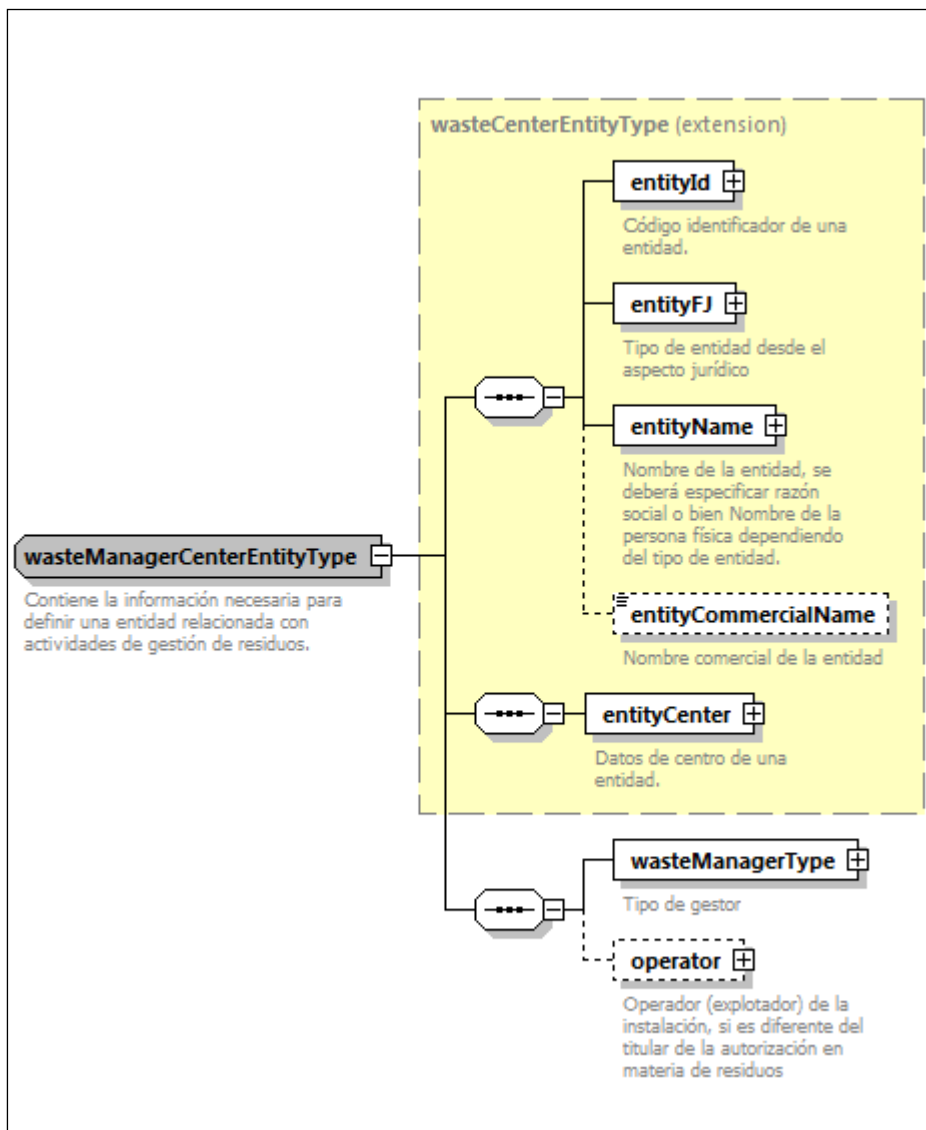 wasteCenterEntityType (extension)
entityId
Código identificador de una
entidad.
entityFJ
Tipo de entidad desde el
aspecto jurídico
entityName
Nombre de la entidad, se
deberá especificar razón
social o bien Nombre de la
persona física dependiendo
del tipo de entidad.
wasteManagerCenterEntityType
Contiene la información necesaria para
definir una entidad relacionada con
actividades de gestión de residuos.
entityCommercialName
Nombre comercial de la entidad
entityCenter
Datos de centro de una
entidad.
wasteManagerType
Tipo de gestor
operator
Operador (explotador) de la
instalación, si es diferente del
titular de la autorización en
materia de residuos